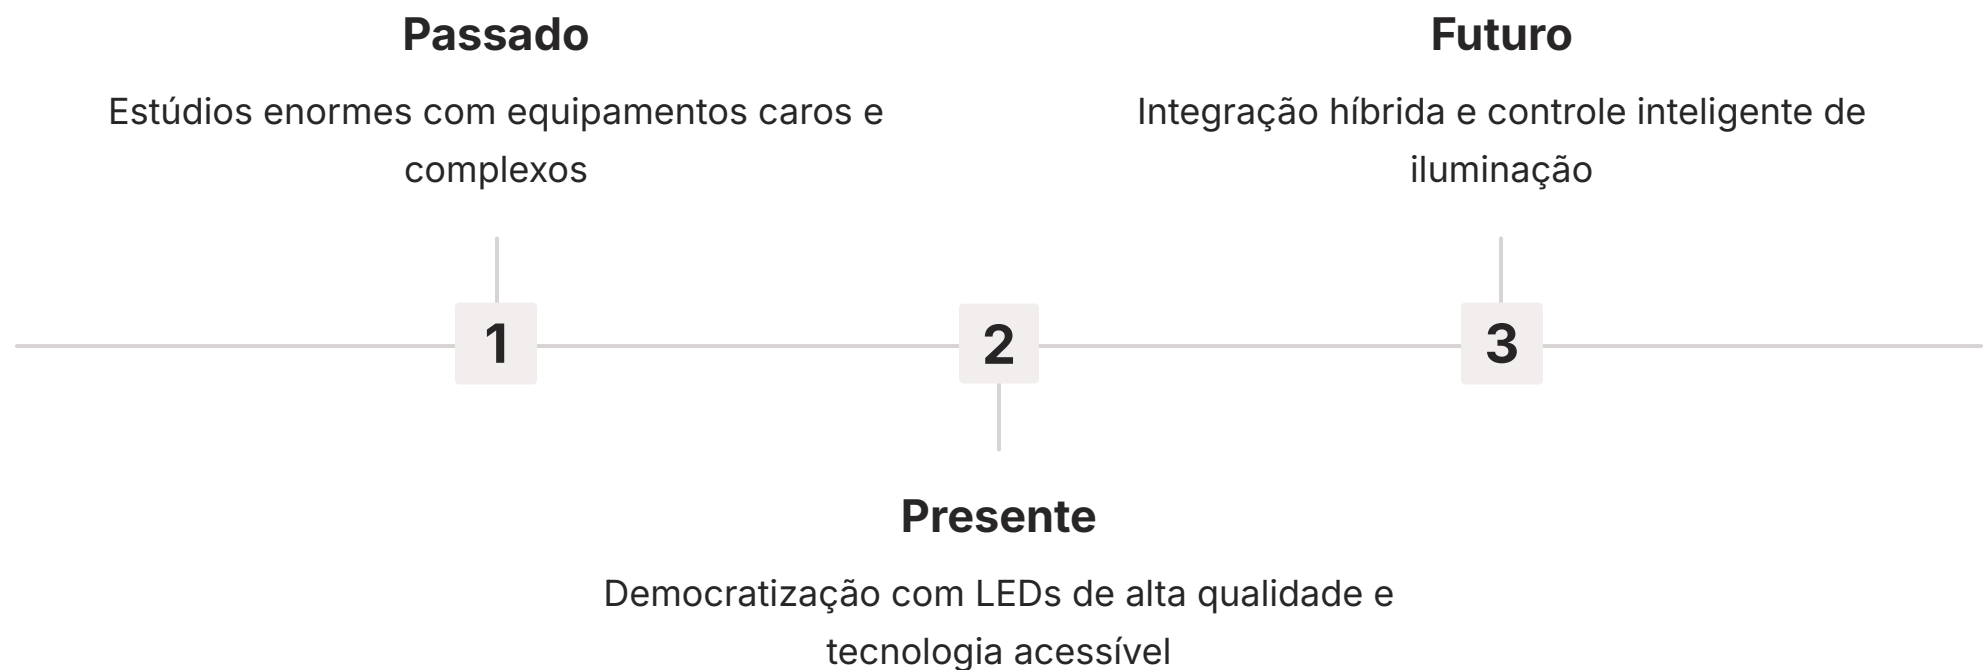 Passado
Estúdios enormes com equipamentos caros e
complexos
Futuro
Integração híbrida e controle inteligente de
iluminação
1
2
3
Presente
Democratização com LEDs de alta qualidade e
tecnologia acessível